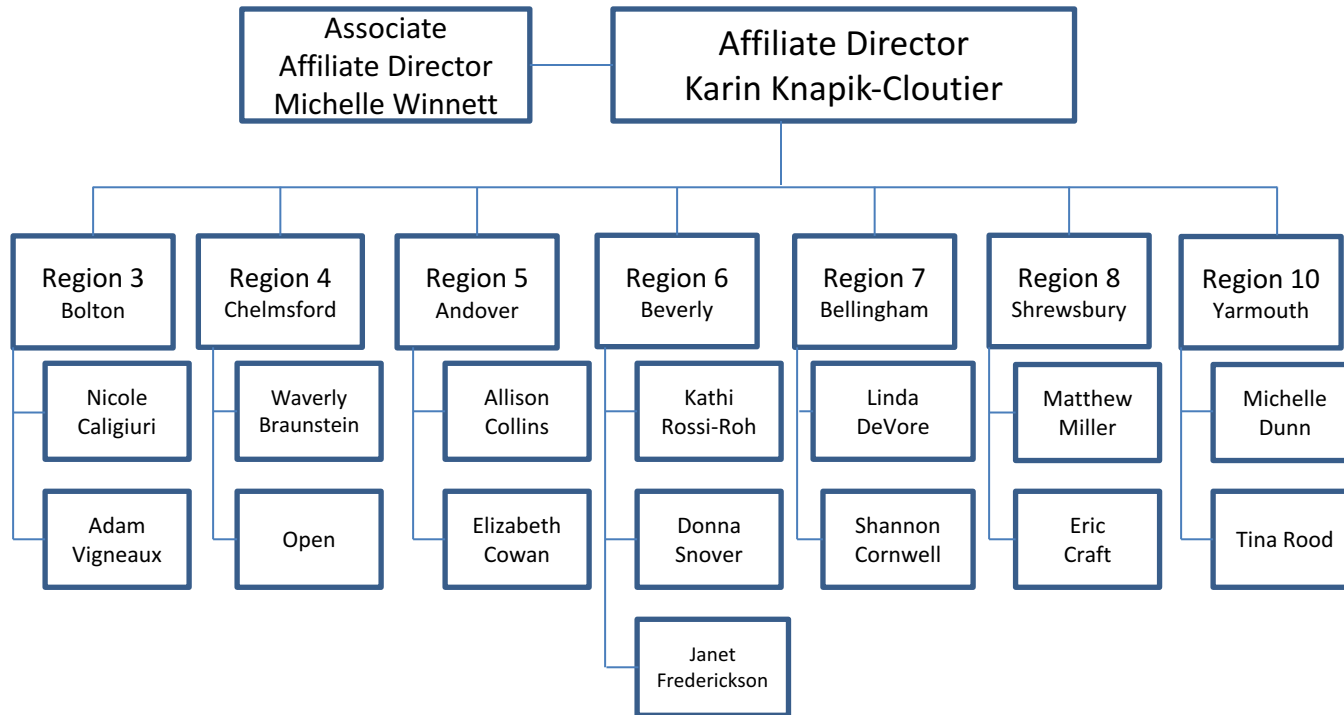 Associate
Affiliate Director
Michelle Winnett
Affiliate Director
Karin Knapik-Cloutier
Region 3
Bolton
Region 4
Chelmsford
Region 5
Andover
Region 6
Beverly
Region 7
Bellingham
Region 8
Shrewsbury
Region 10
Yarmouth
Nicole
Caligiuri
Waverly
Braunstein
Allison
Collins
Kathi
Rossi-Roh
Linda
DeVore
Matthew
Miller
Michelle
Dunn
Adam
Vigneaux
Open
Elizabeth
Cowan
Donna
Snover
Shannon
Cornwell
Eric
Craft
Tina Rood
Janet
Frederickson